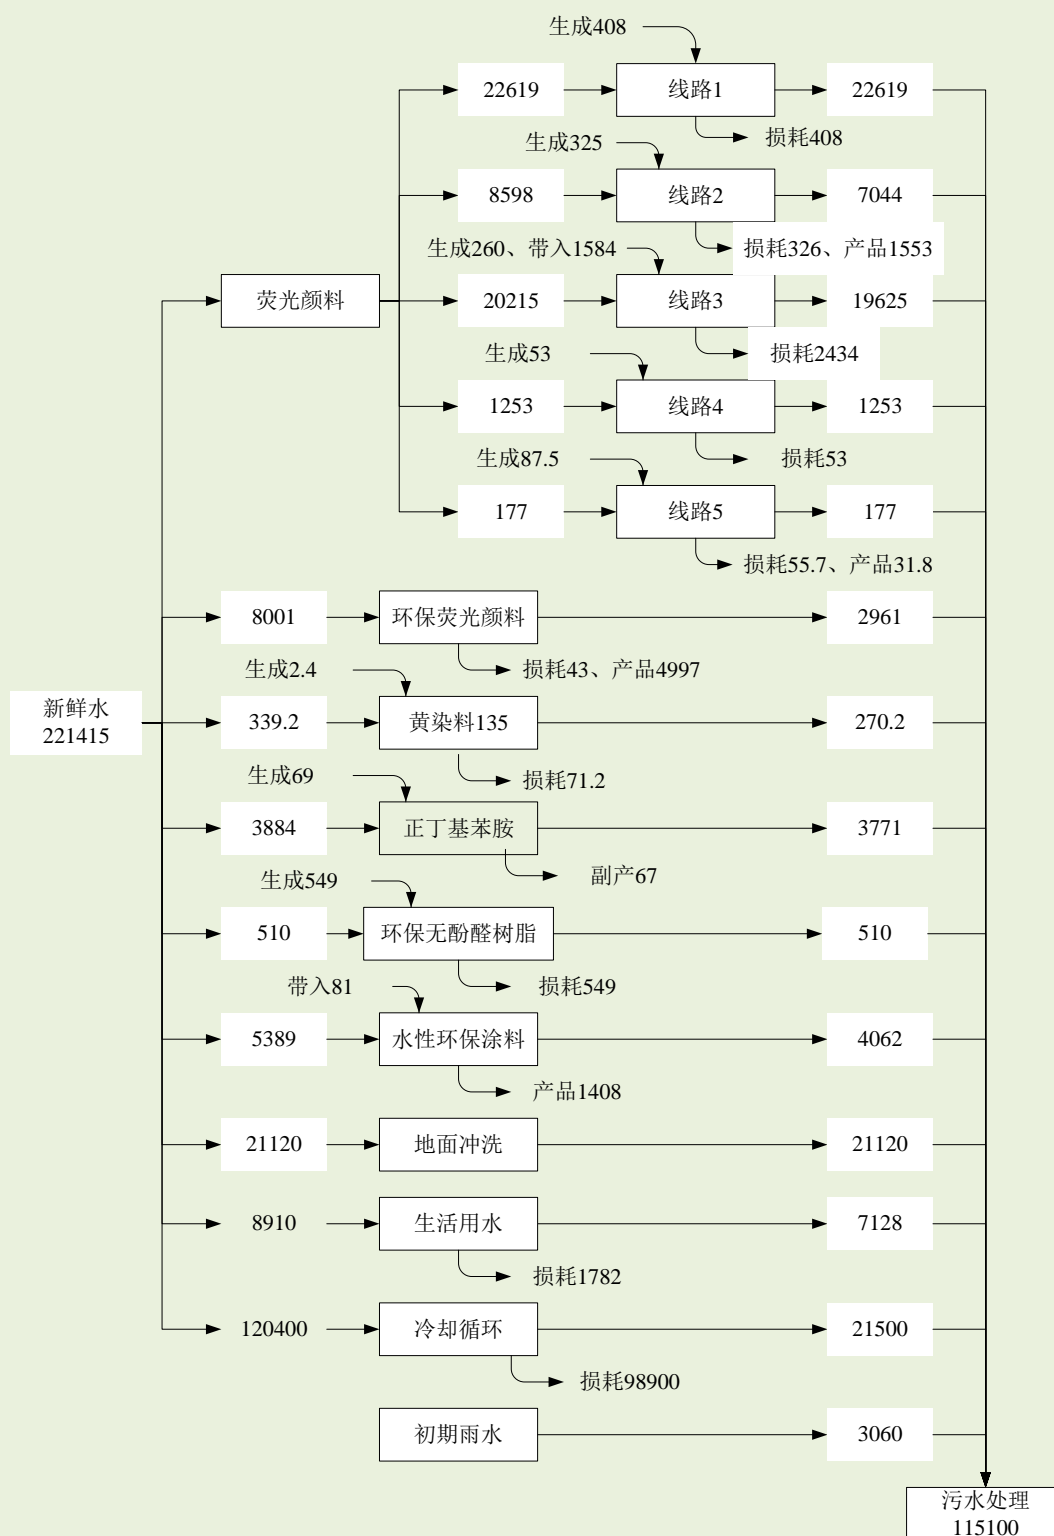 生成408
22619
线路1
22619
损耗408
生成325
8598
线路2
7044
损耗326、产品1553
生成260、带入1584
荧光颜料
20215
线路3
19625
损耗2434
生成53
1253
线路4
1253
损耗53
生成87.5
177
线路5
177
损耗55.7、产品31.8
8001
环保荧光颜料
2961
损耗43、产品4997
生成2.4
新鲜水
221415
339.2
黄染料135
270.2
损耗71.2
生成69
3884
正丁基苯胺
3771
副产67
生成549
510
环保无酚醛树脂
510
损耗549
带入81
5389
水性环保涂料
4062
产品1408
21120
地面冲洗
21120
8910
生活用水
7128
损耗1782
120400
冷却循环
21500
损耗98900
初期雨水
3060
污水处理
115100